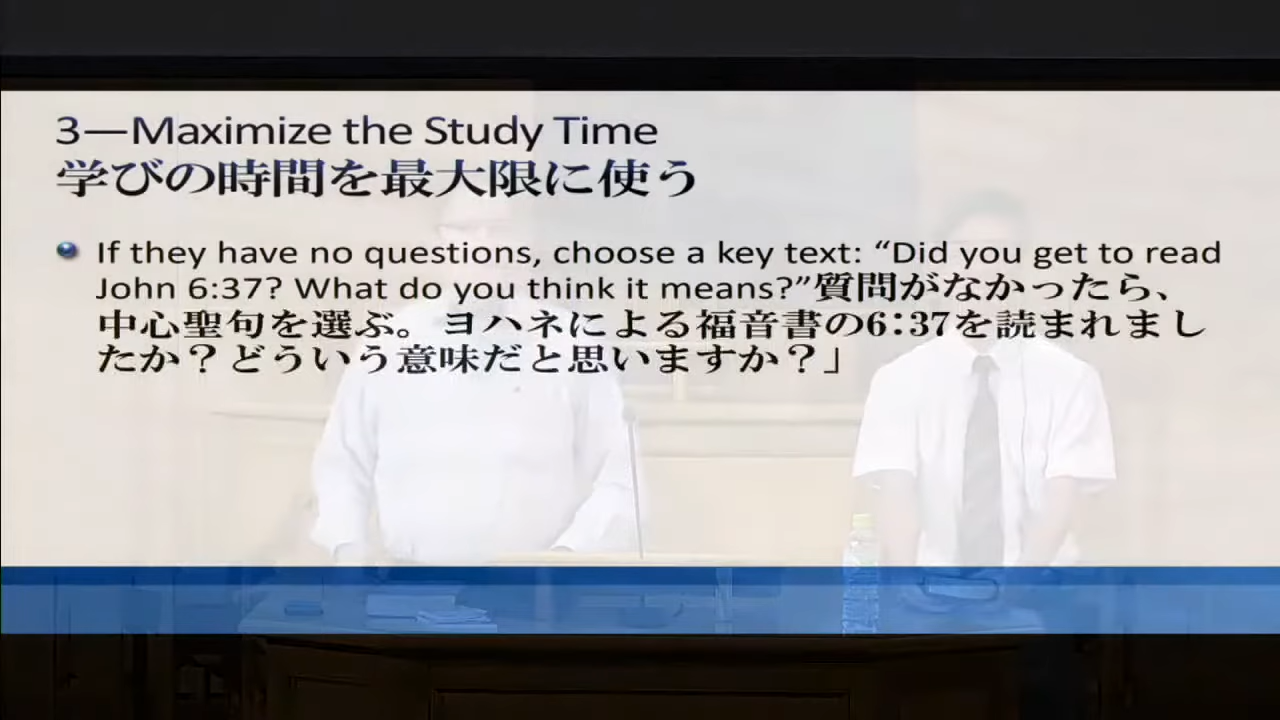 3—Maximize the Study Time
学びの時間を最大限に使う
If they have no questions, choose a key text: “Did you get to read
John 6:37? What do you think it means?”質問がなかったら、
中心聖句を選ぶ。ヨハネによる福音書の6:37を読まれまし
たか？どういう意味だと思いますか？」